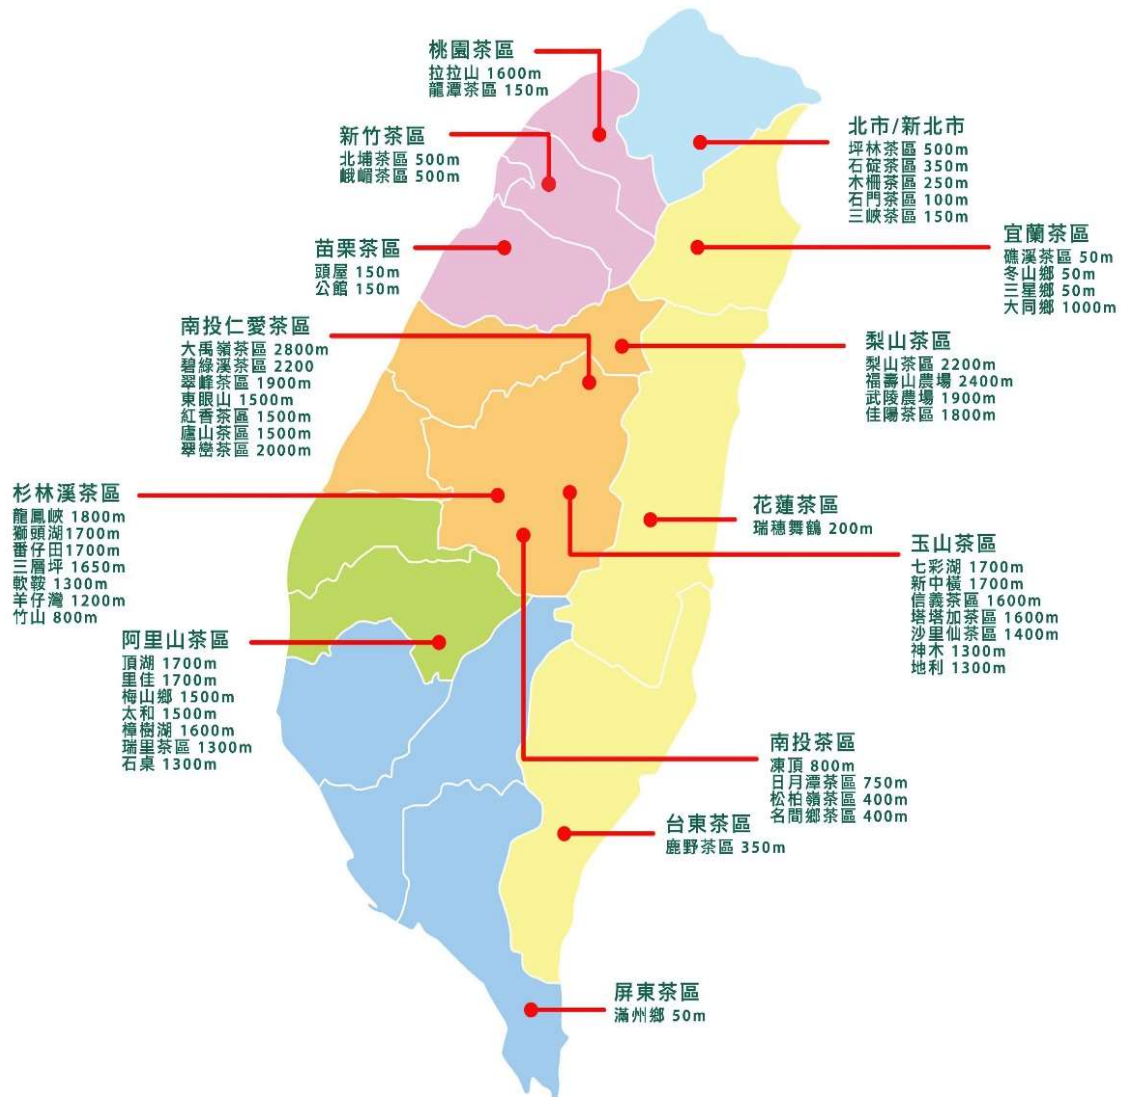 桃園茶區
拉拉山 1600m
龍潭茶區 150m
新竹茶區
北埔茶區 500m
峨嵋茶區 500m
北市/新北市
坪林茶區 500m
石碇茶區 350m
木柵茶區 250m
石門茶區 100m
三峽茶區 150m
苗栗茶區
頭屋 150m
公館 150m
宜蘭茶區
礁溪茶區 50m
冬山鄉 50m
三星鄉 50m
大同鄉 1000m
南投仁愛茶區
大禹嶺茶區 2800m
碧綠溪茶區 2200
翠峰茶區 1900m
東眼山 1500m
紅香茶區 1500m
廬山茶區 1500m
翠巒茶區 2000m
梨山茶區
梨山茶區 2200m
福壽山農場 2400m
武陵農場 1900m
佳陽茶區 1800m
杉林溪茶區
龍鳳峽 1800m
獅頭湖1700m
番仔田1700m
三層坪 1650m
軟鞍 1300m
羊仔灣 1200m
竹山 800m
花蓮茶區
瑞穗舞鶴 200m
玉山茶區
七彩湖 1700m
新中橫 1700m
信義茶區 1600m
塔塔加茶區 1600m
沙里仙茶區 1400m
神木 1300m
地利 1300m
阿里山茶區
頂湖 1700m
里佳 1700m
梅山鄉 1500m
太和 1500m
樟樹湖 1600m
瑞里茶區 1300m
石桌 1300m
南投茶區
凍頂 800m
日月潭茶區 750m
松柏嶺茶區 400m
名間鄉茶區 400m
台東茶區
鹿野茶區 350m
屏東茶區
滿州鄉 50m